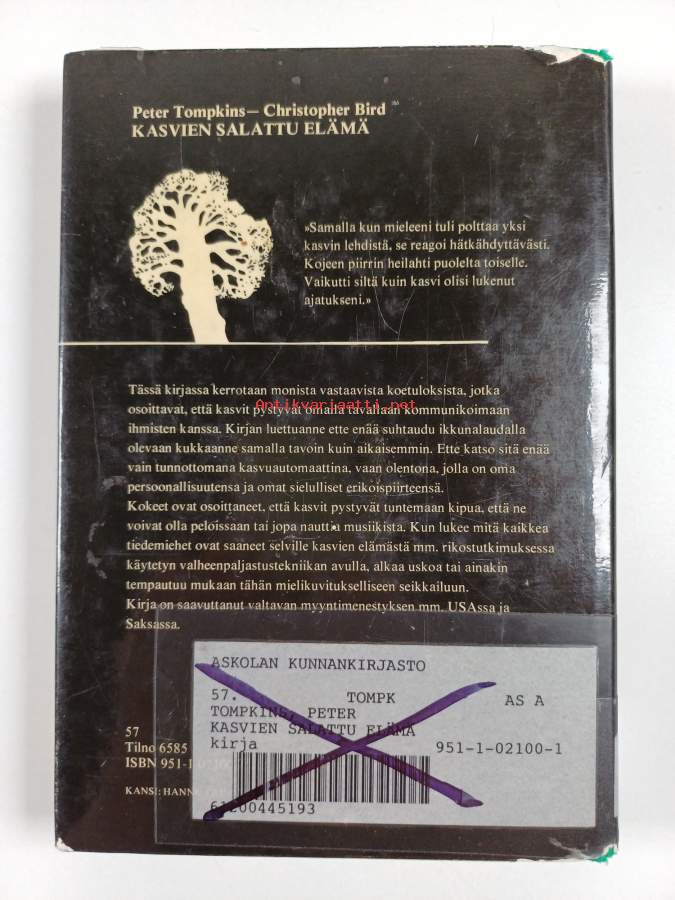 Peter Tompkins— Christopher Bird
KASVIEN SALATTU ELÄMÄ
»Samalla kun mieleeni tuli polttaa yksi
kasvin lehdistä, se reagoi hätkähdyttävästi.
Kojeen piirrin heilahti puolelta toiselle.
Vaikutti siltä kuin kasvi olisi lukenut
ajatukseni.»
Tässä kirjassa kerrotaan monista vastaavista koetuloksista, jotka
osoittavat, että kasvit pystyvät omalla tavallaan kommunikoimaan
Antikvariaatti.net
ihmisten kanssa. Kirjan luettuanne ette enää suhtaudu ikkunalaudalla
olevaan kukkaanne samalla tavoin kuin aikaisemmin. Ette katso sitä enää
vain tunnottomana kasvuautomaattina, vaan olentona, jolla on oma
persoonallisuutensa ja omat sielulliset erikoispiirteensä.
Kokeet ovat osoittaneet, että kasvit pystyvät tuntemaan kipua, että ne
voivat olla peloissaan tai jopa nauttia musiikista. Kun lukee mitä kaikkea
tiedemiehet ovat saaneet selville kasvien elämästä mm. rikostutkimuksessa
käytetyn valheenpaljastustekniikan avulla, alkaa uskoa tai ainakin
tempautuu mukaan tähän mielikuvitukselliseen seikkailuun.
Kirja on saavuttanut valtavan myyntimenestyksen mm. USAssa ja
Saksassa.
ASKOLAN KUNNANKIRJASTO
57. TOMPK AS A
TOMPKINS, PETER
KASVIEN SALATTU ELÄMÄ
kirja 951-1-02100-1
61200445193
57
Tilno 6585
ISBN 951-1-02100
KANSI: HANNU